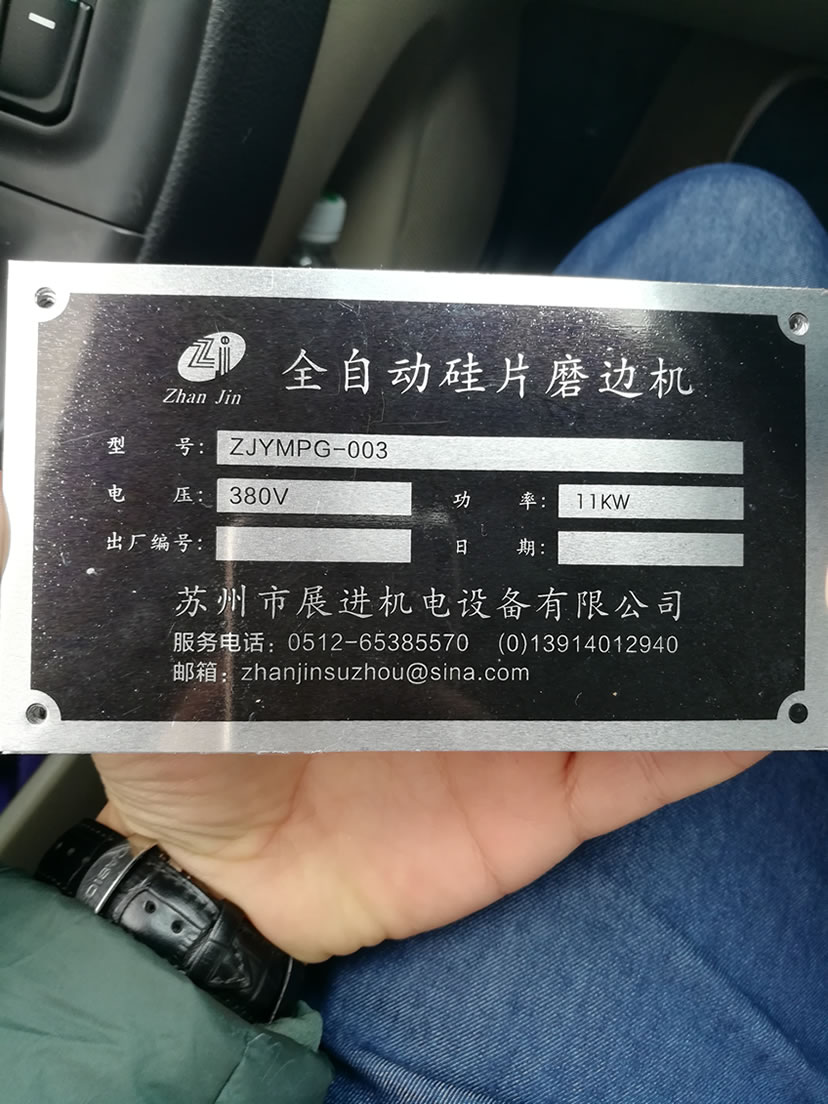 Zhan Jin
全自动硅片磨边机
型 号: ZJYMPG-003
电 压: 380V 功 率: 11KW
出厂编号: 日 期:
苏州市展进机电设备有限公司
服务电话: 0512-65385570 (0)13914012940
邮箱: zhanjinsuzhou@sina.com
CASIO